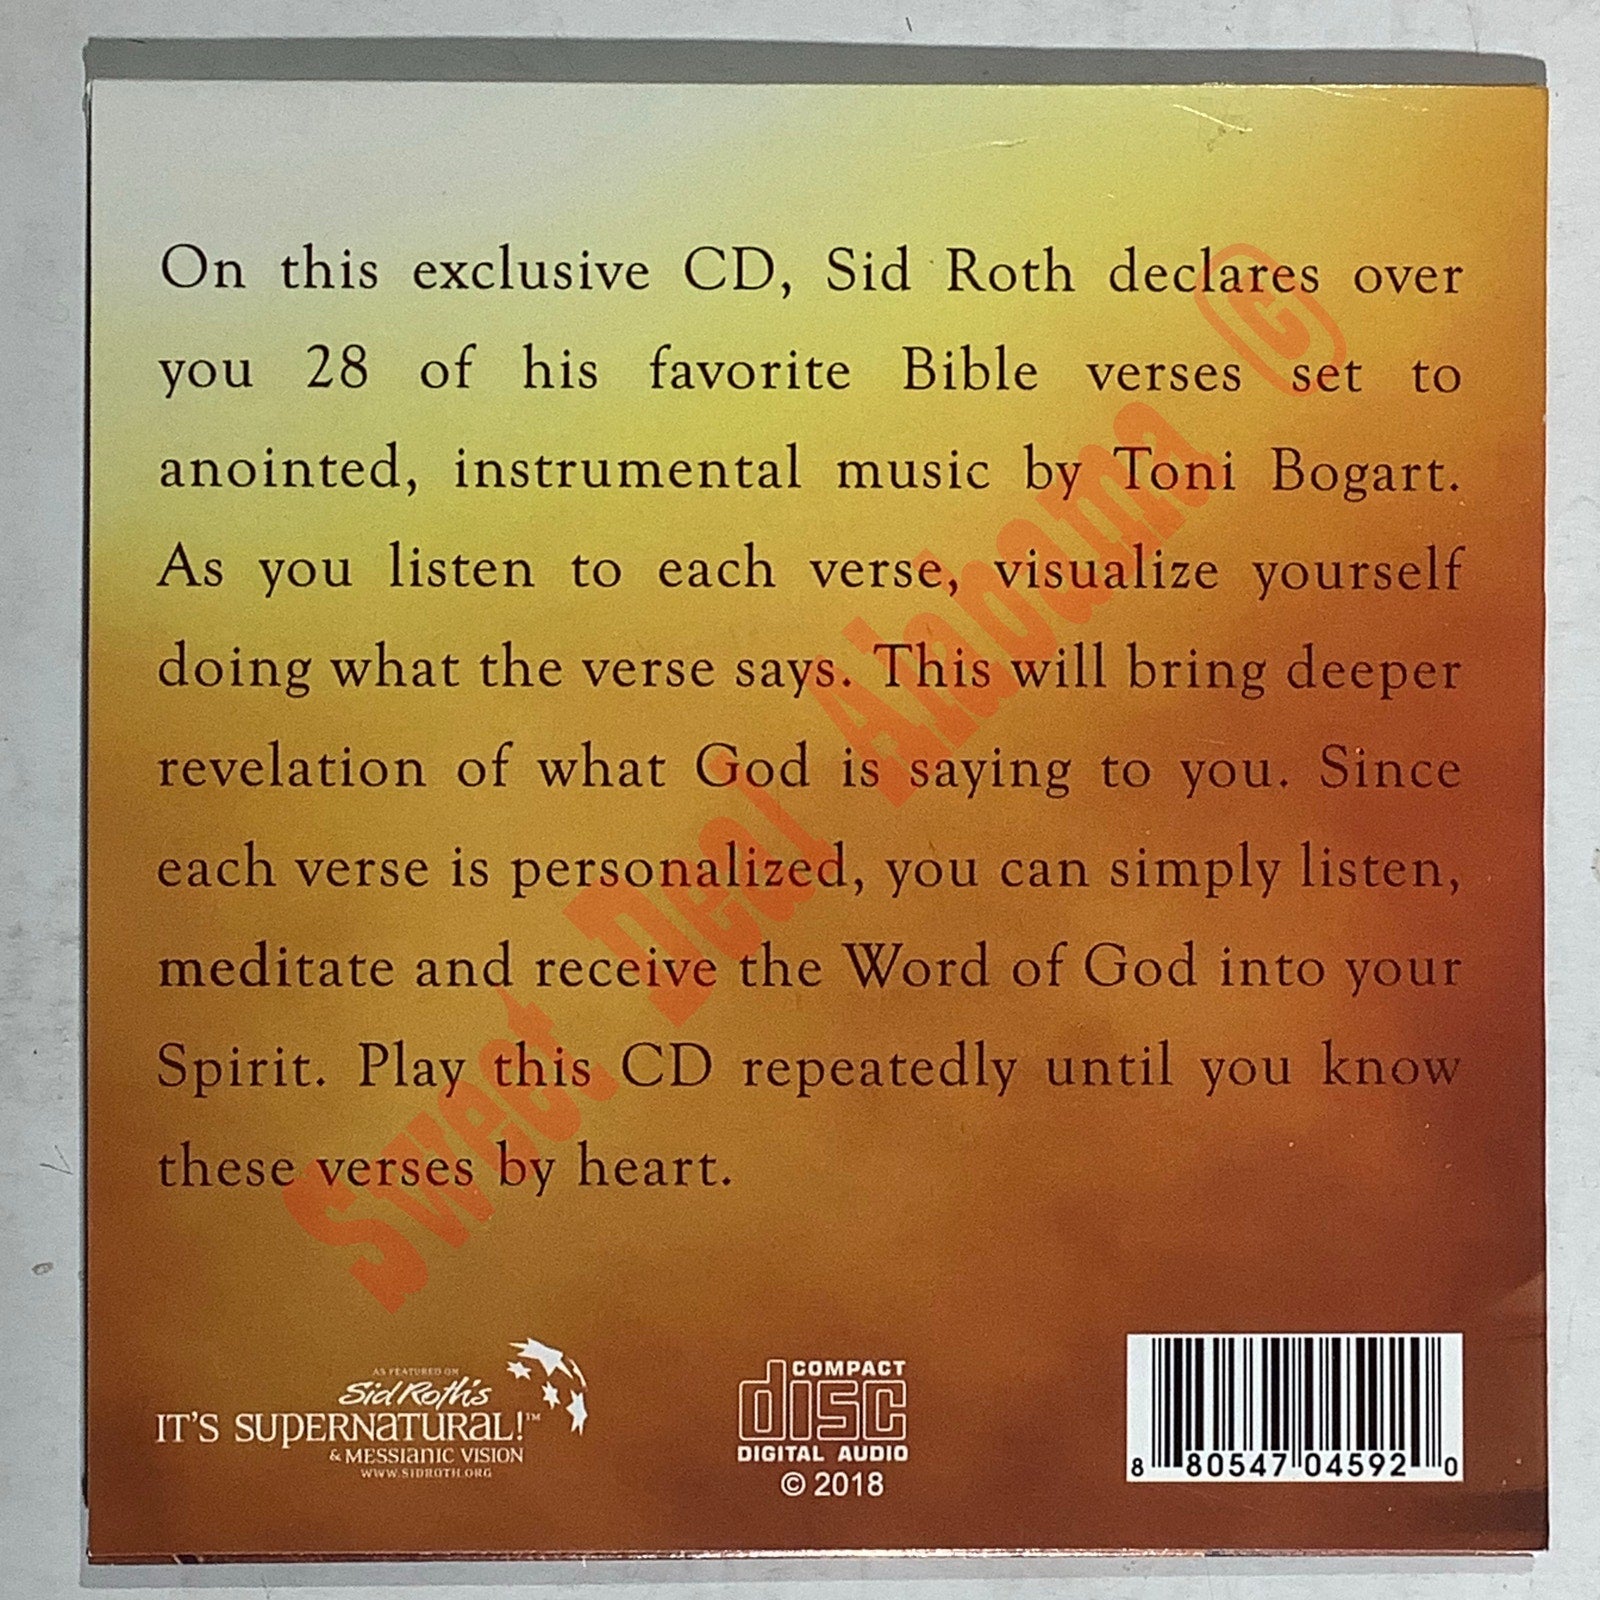 On this exclusive CD, Sid Roth declares over
you 28 of his favorite Bible verses set to
anointed, instrumental music by Toni Bogart.
As you listen to each verse, visualize yourself
doing what the verse says. This will bring deeper
revelation of what God is saying to you. Since
each verse is personalized, you can simply listen,
meditate and receive the Word of God into your
Spirit. Play this CD repeatedly until you know
these verses by heart.
Sweet Deal Alabama ©
AS FEATURED ON
Sid Roth's
IT'S SUPERNATURAL!™
& MESSIANIC VISION
WWW.SIDROTH.ORG
COMPACT
disc
DIGITAL AUDIO
© 2018
8 80547 04592 0